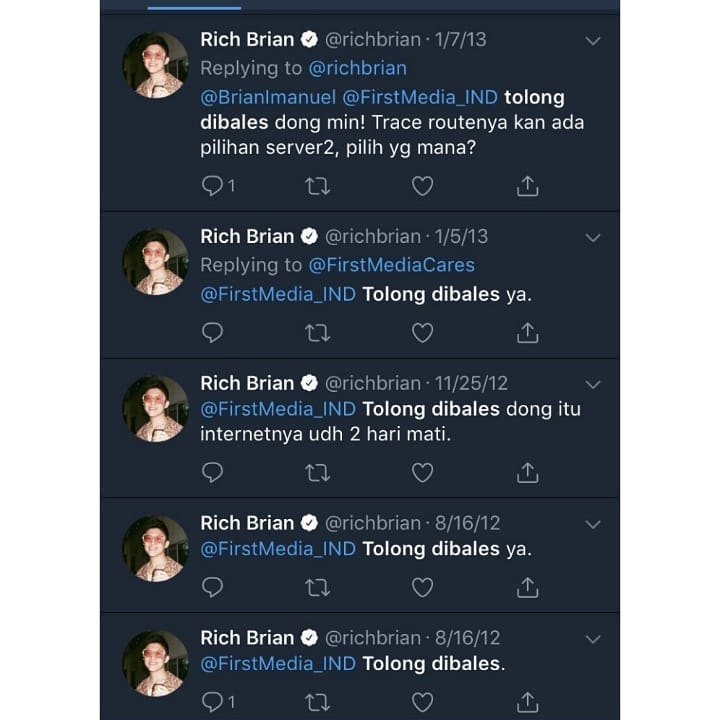 Rich Brian @richbrian · 1/7/13
Replying to @richbrian
@BrianImanuel @FirstMedia_IND tolong
dibales dong min! Trace routenya kan ada
pilihan server2, pilih yg mana?
1
Rich Brian @richbrian · 1/5/13
Replying to @FirstMediaCares
@FirstMedia_IND Tolong dibales ya.
Rich Brian @richbrian · 11/25/12
@FirstMedia_IND Tolong dibales dong itu
internetnya udh 2 hari mati.
Rich Brian @richbrian · 8/16/12
@FirstMedia_IND Tolong dibales ya.
Rich Brian @richbrian · 8/16/12
@FirstMedia_IND Tolong dibales.
1